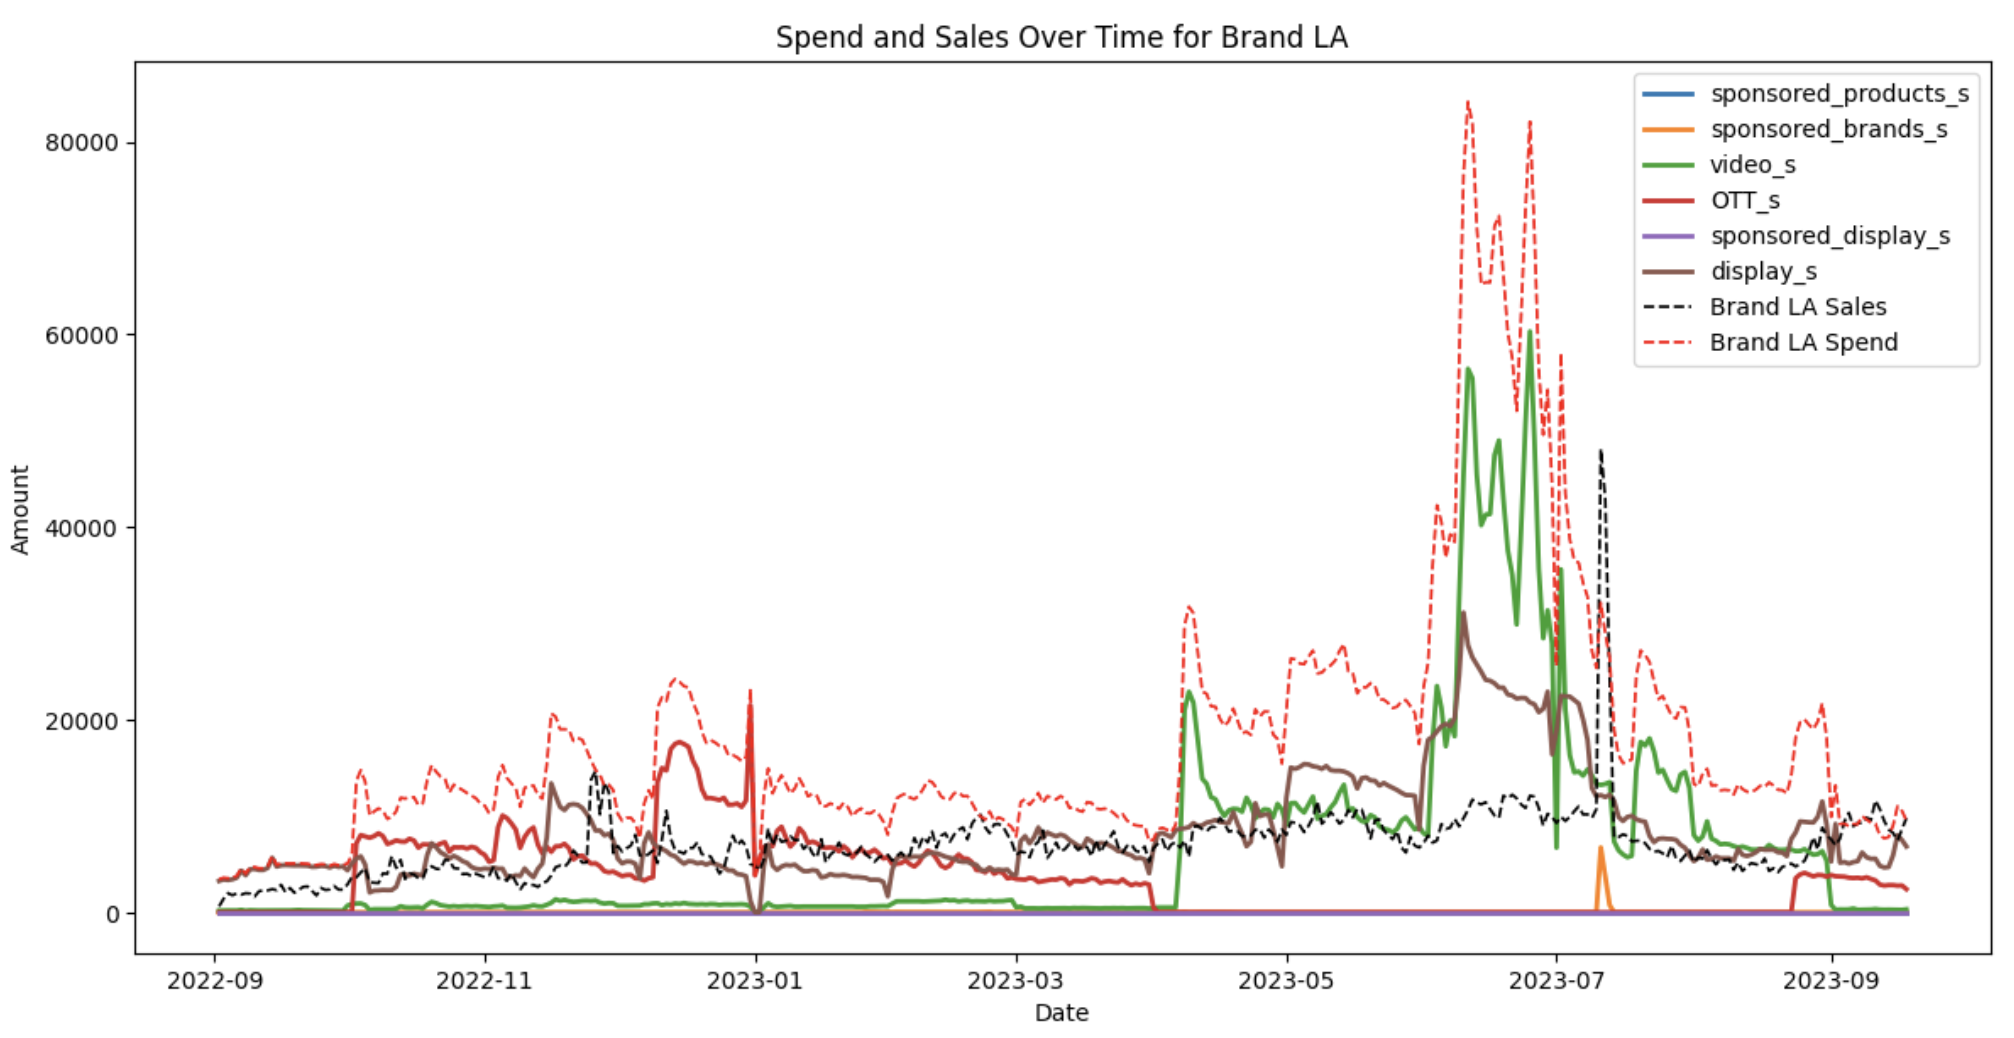 Spend and Sales Over Time for Brand LA
sponsored_products_s
sponsored_brands_s
video_s
OTT_s
sponsored_display_s
display_s
Brand LA Sales
Brand LA Spend
Amount
80000
60000
40000
20000
0
2022-09 2022-11 2023-01 2023-03 2023-05 2023-07 2023-09
Date